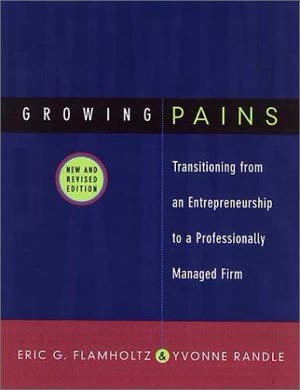 GROWING PAINS
NEW AND
REVISED
EDITION
Transitioning from
an Entrepreneurship
to a Professionally
Managed Firm
ERIC G. FLAMHOLTZ & YVONNE RANDLE